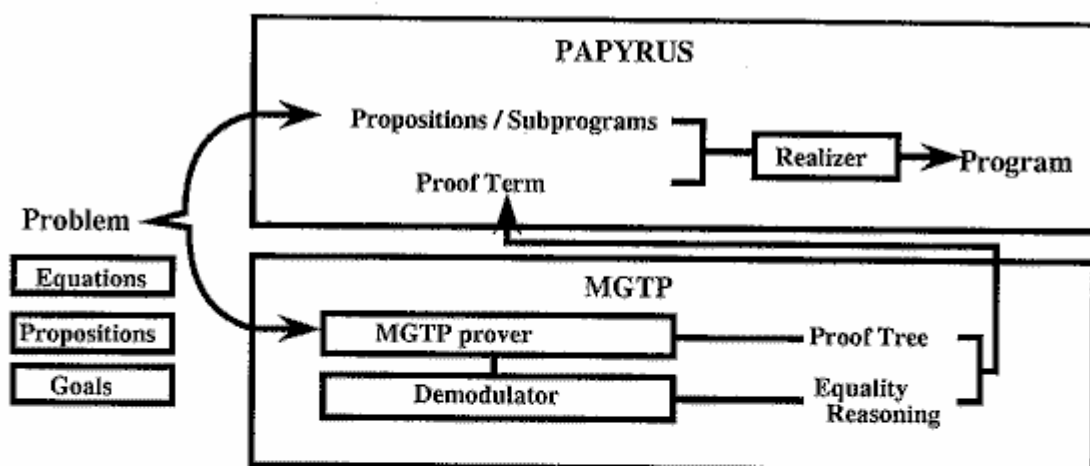 PAPYRUS
Propositions / Subprograms
Realizer
Program
Proof Term
Problem
Equations
Propositions
Goals
MGTP
MGTP prover
Proof Tree
Demodulator
Equality
Reasoning